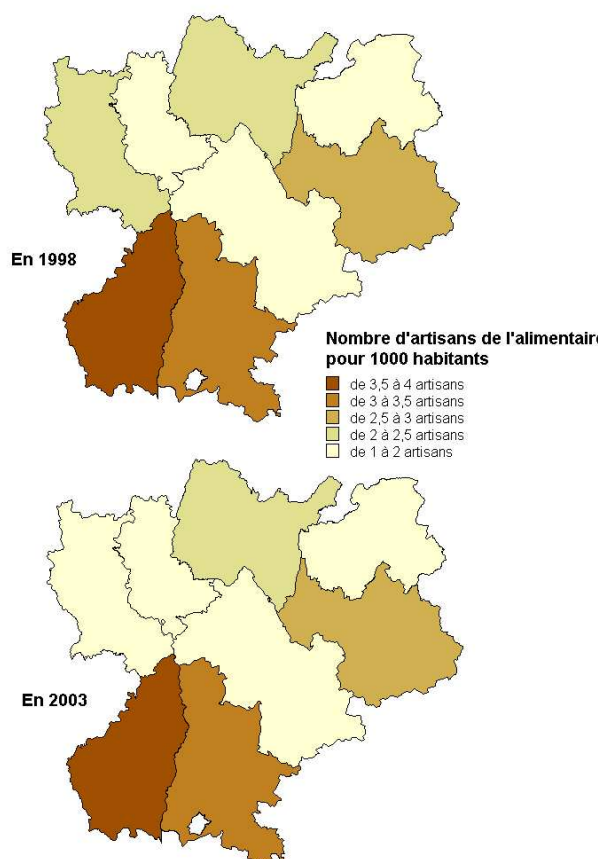 En 1998
Nombre d'artisans de l'alimentaire
pour 1000 habitants
de 3,5 à 4 artisans
de 3 à 3,5 artisans
de 2,5 à 3 artisans
de 2 à 2,5 artisans
de 1 à 2 artisans
En 2003